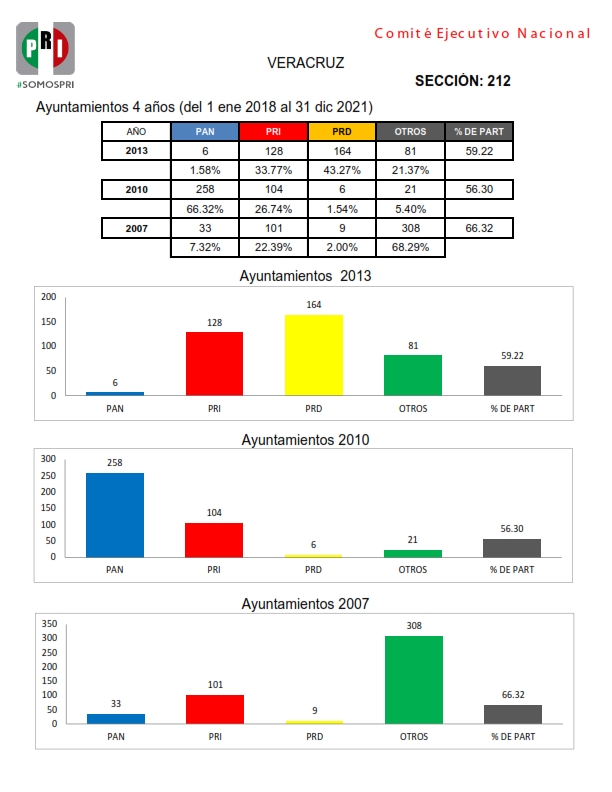 Comité Ejecutivo Nacional
PRI
#SOMOSPRI
VERACRUZ
SECCIÓN: 212
Ayuntamientos 4 años (del 1 ene 2018 al 31 dic 2021)
AÑO PAN PRI PRD OTROS % DE PART
2013 6 128 164 81 59.22
1.58% 33.77% 43.27% 21.37%
2010 258 104 6 21 56.30
66.32% 26.74% 1.54% 5.40%
2007 33 101 9 308 66.32
7.32% 22.39% 2.00% 68.29%
Ayuntamientos 2013
200
150
100
50
0
6 128 164 81 59.22
PAN PRI PRD OTROS % DE PART
Ayuntamientos 2010
300
250
200
150
100
50
0
258 104 6 21 56.30
PAN PRI PRD OTROS % DE PART
Ayuntamientos 2007
350
300
250
200
150
100
50
0
33 101 9 308 66.32
PAN PRI PRD OTROS % DE PART